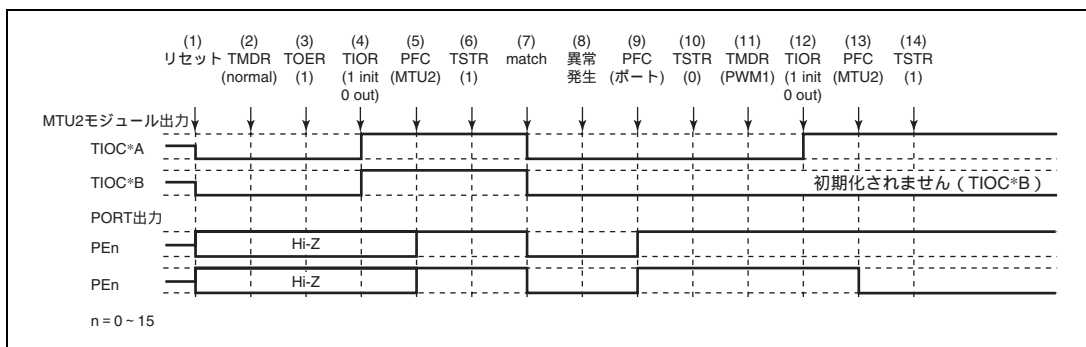 (1) (2) (3) (4) (5) (6) (7) (8) (9) (10) (11) (12) (13) (14)
リセット TMDR TOER TIOR PFC TSTR match 異常 PFC TSTR TMDR TIOR PFC TSTR
(normal) (1) (1 init (MTU2) (1) 発生 (ポート) (0) (PWM1) (1 init (MTU2) (1)
0 out) 0 out)
MTU2モジュール出力
TIOC*A
TIOC*B 初期化されません（TIOC*B）
PORT出力
PEn Hi-Z
PEn Hi-Z
n = 0 ~ 15